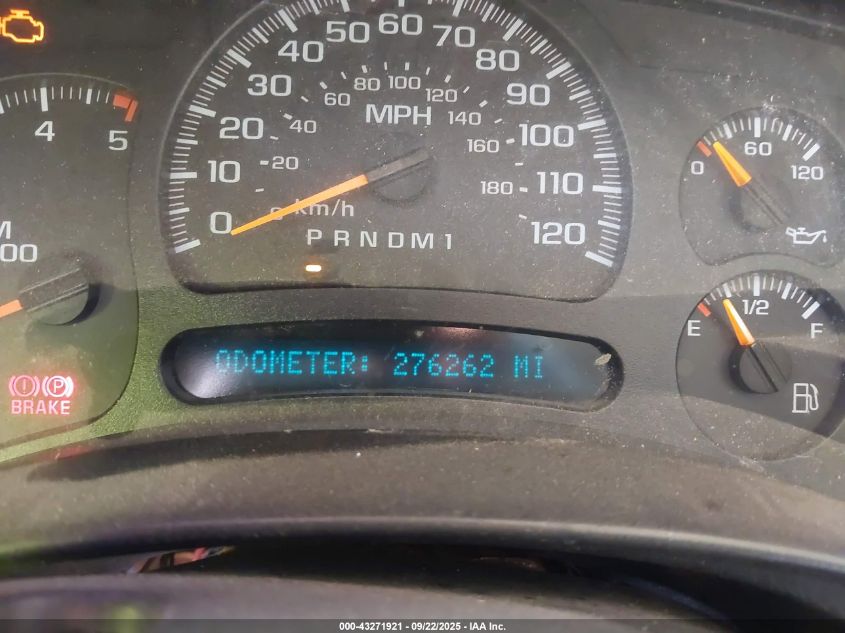 10 20 30 40 50 60 70 80 90 100 110 120
0
20 40 60 80 100 120 140 160 180
MPH
km/h
PRNDM1
4 5
00
BRAKE
P
ODOMETER: 276262 MI
0 60 120
E 1/2 F
000-43271921 | 09/22/2025 | IAA Inc.